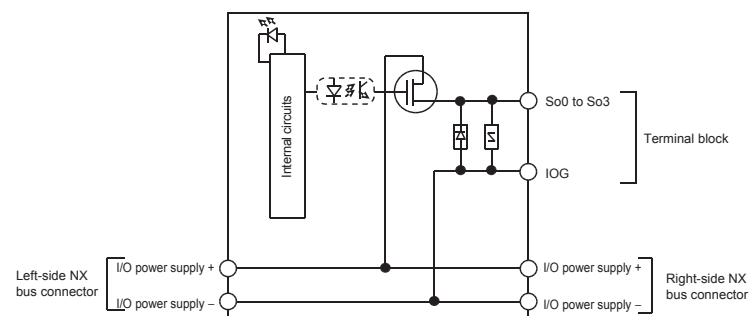 Internal circuits
So0 to So3
Terminal block
IOG
Left-side NX
bus connector
I/O power supply +
I/O power supply –
I/O power supply +
I/O power supply –
Right-side NX
bus connector